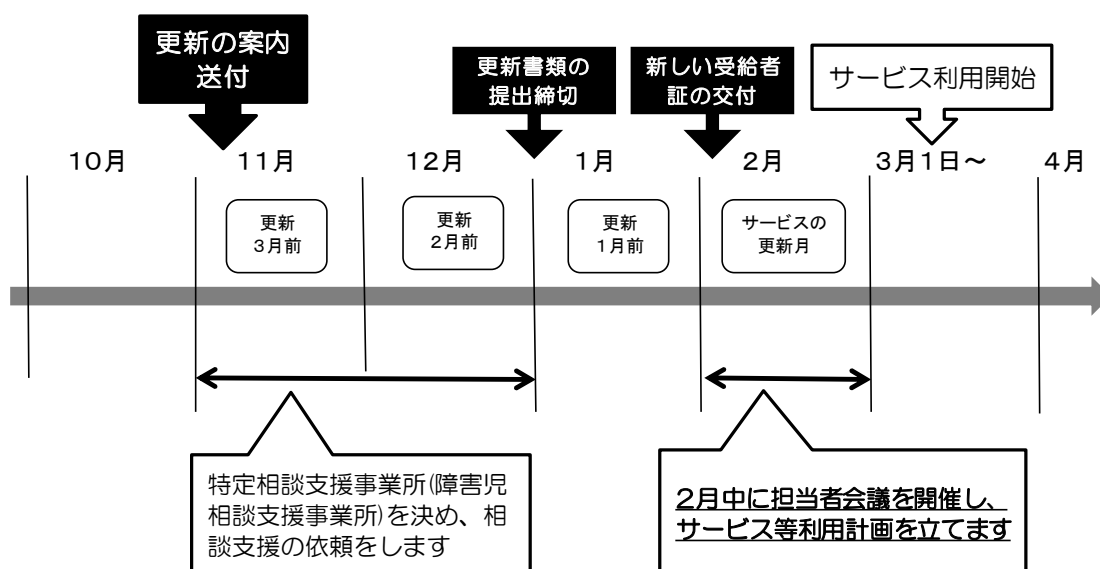 更新の案内
送付
更新書類の
提出締切
新しい受給者
証の交付
サービス利用開始
10月
11月
12月
1月
2月
3月1日～
4月
更新
3月前
更新
2月前
更新
1月前
サービスの
更新月
特定相談支援事業所(障害児
相談支援事業所)を決め、相
談支援の依頼をします
2月中に担当者会議を開催し、
サービス等利用計画を立てます